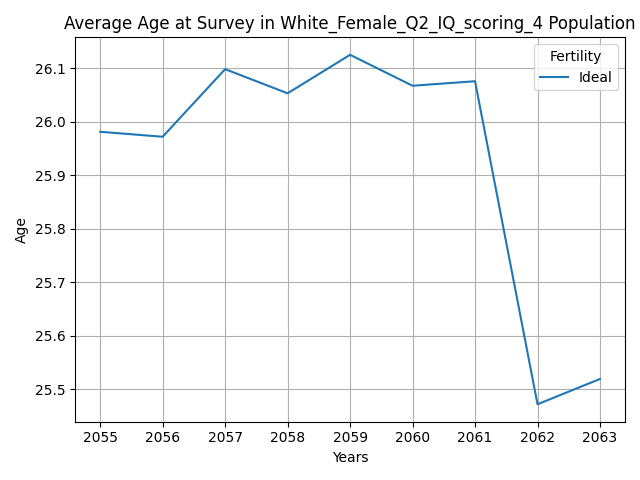 Average Age at Survey in White_Female_Q2_IQ_scoring_4 Population
Fertility
Ideal
26.1
26.0
25.9
25.8
25.7
25.6
25.5
Age
2055 2056 2057 2058 2059 2060 2061 2062 2063
Years